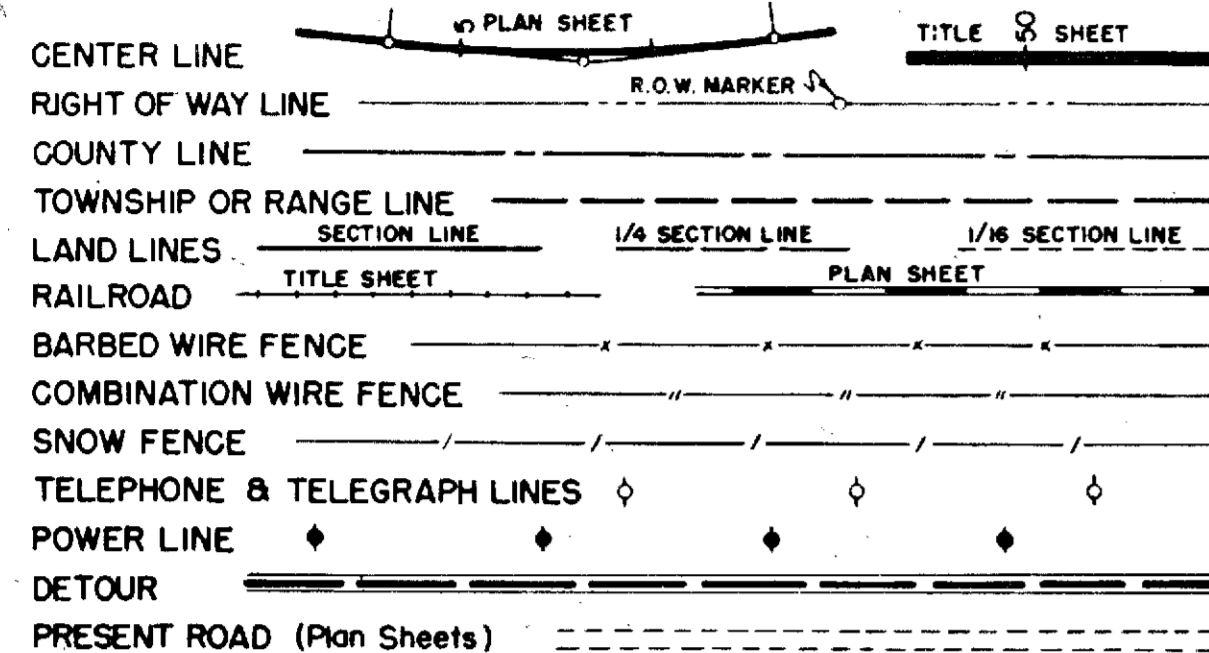 CENTER LINE 5 PLAN SHEET TITLE 50 SHEET
RIGHT OF WAY LINE R.O.W. MARKER
COUNTY LINE
TOWNSHIP OR RANGE LINE
LAND LINES SECTION LINE 1/4 SECTION LINE 1/16 SECTION LINE
RAILROAD TITLE SHEET PLAN SHEET
BARBED WIRE FENCE
COMBINATION WIRE FENCE
SNOW FENCE
TELEPHONE & TELEGRAPH LINES
POWER LINE
DETOUR
PRESENT ROAD (Plan Sheets)